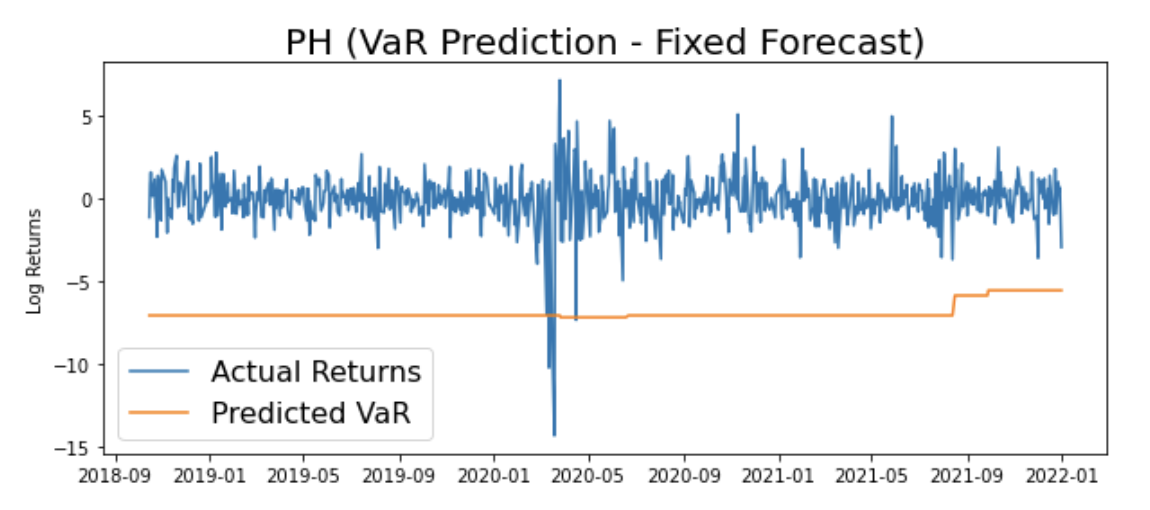 PH (VaR Prediction - Fixed Forecast)
Log Returns
5
0
−5
−10
−15
Actual Returns
Predicted VaR
2018-09 2019-01 2019-05 2019-09 2020-01 2020-05 2020-09 2021-01 2021-05 2021-09 2022-01